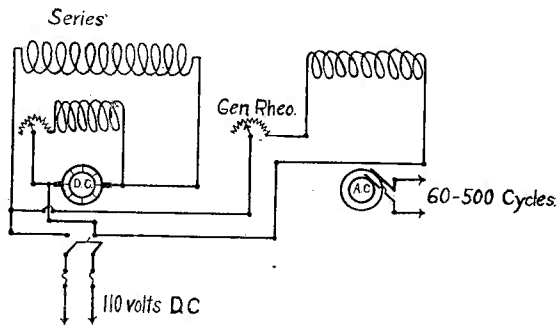 Series
Gen Rheo.
D.C.
A.C
60-500 Cycles.
110 volts D.C